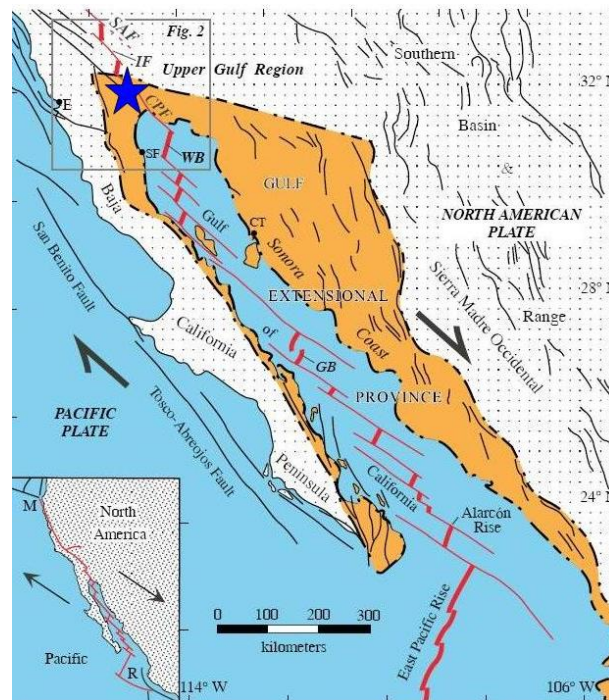 SAF
Fig. 2
IF
Upper Gulf Region
Southern
32° N
E
CPF
Basin
SF
WB
&
GULF
Baja
Gulf
CT
NORTH AMERICAN
PLATE
San Benito Fault
Sonora
Sierra Madre Occidental
28° N
EXTENSIONAL
Range
California
of
Coast
GB
PROVINCE
PACIFIC
PLATE
Tosco-Abreojos Fault
Peninsula
California
24° N
M
North
America
Alarcón
Rise
0 100 200 300
kilometers
East Pacific Rise
Pacific
R
114° W
106° W